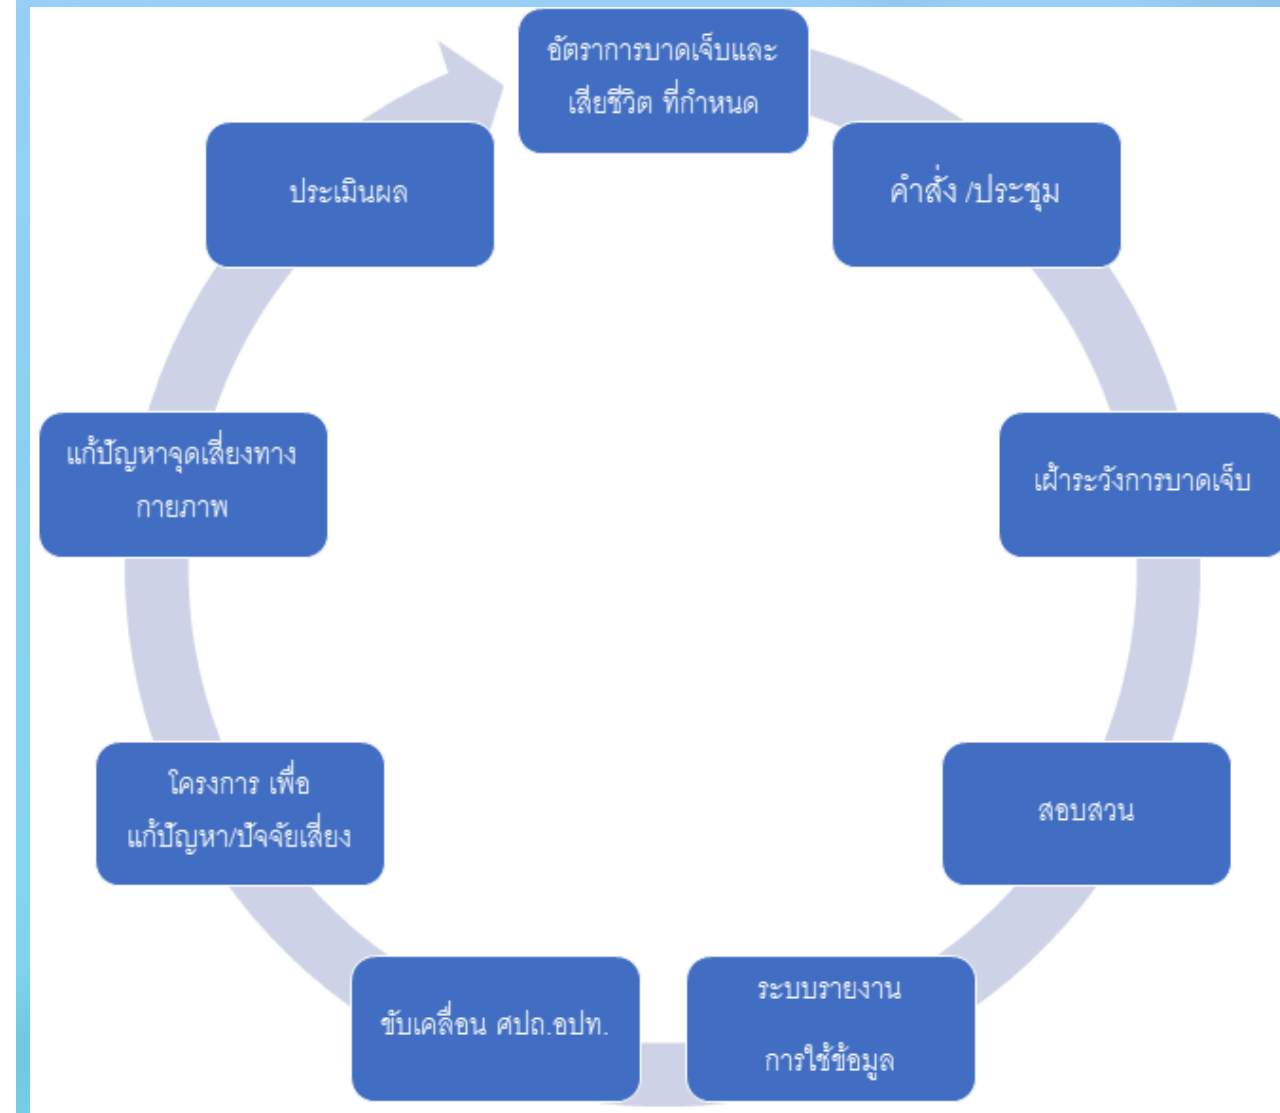 อัตราการบาดเจ็บและ
เสียชีวิต ที่กำหนด
คำสั่ง /ประชุม
เฝ้าระวังการบาดเจ็บ
สอบสวน
ระบบรายงาน
การใช้ข้อมูล
ขับเคลื่อน ศปถ.อปท.
โครงการ เพื่อ
แก้ปัญหา/ปัจจัยเสี่ยง
แก้ปัญหาจุดเสี่ยงทาง
กายภาพ
ประเมินผล